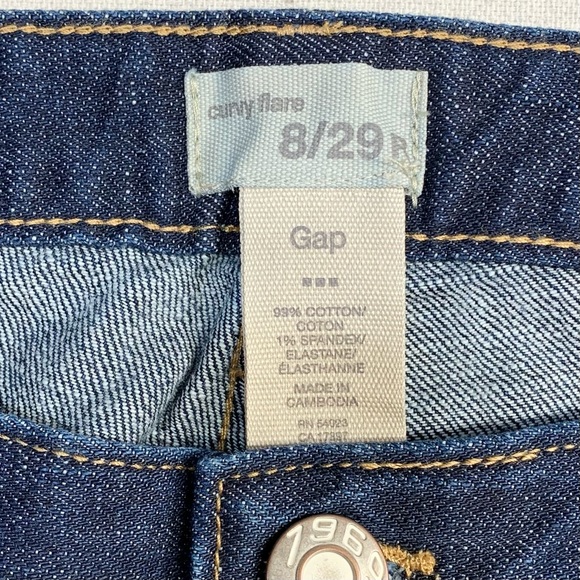 curvy flare
8/29 P
Gap
99% COTTON/
COTON
1% SPANDEX/
ELASTANE/
ÉLASTHANNE
MADE IN
CAMBODIA
RN 54023
1969